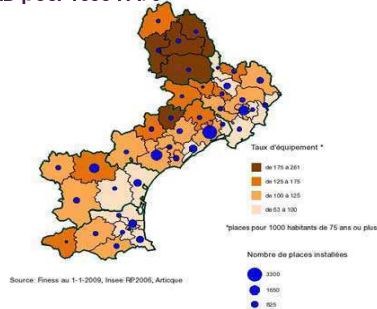 pour 1000
Taux d'équipement *
de 175 à 261
de 125 à 175
de 100 à 125
de 53 à 100
*places pour 1000 habitants de 75 ans ou plus
Nombre de places installées
3300
1650
825
Source: Finess au 1-1-2009, Insee RP2006, Articque